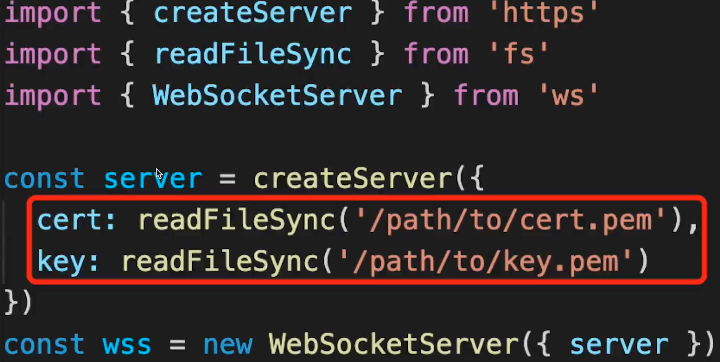 import { createServer } from 'https'
import { readFileSync } from 'fs'
import { WebSocketServer } from 'ws'
const server = createServer({
cert: readFileSync('/path/to/cert.pem'),
key: readFileSync('/path/to/key.pem')
})
const wss = new WebSocketServer({ server })